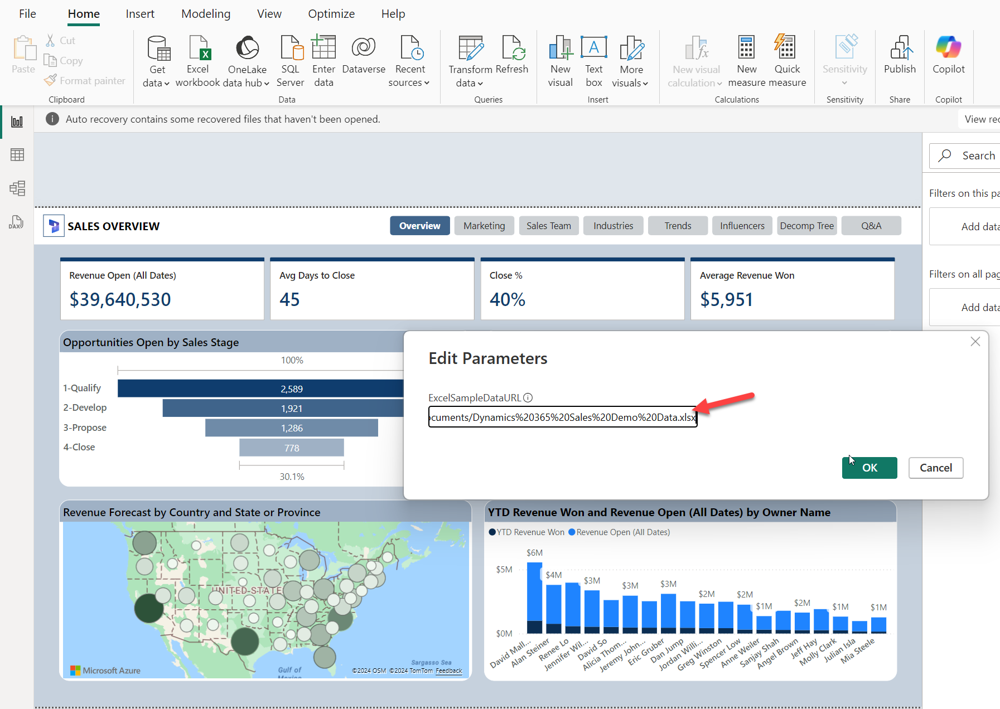 File Home Insert Modeling View Optimize Help
Paste
Cut
Copy
Format painter
Clipboard
Get data
Excel workbook
OneLake data hub
SQL Server
Enter data
Dataverse
Recent sources
Data
Transform data
Refresh
Queries
New visual
Text box
More visuals
Insert
New visual calculation
New measure
Quick measure
Calculations
Sensitivity
Sensitivity
Publish
Share
Copilot
Copilot
Auto recovery contains some recovered files that haven't been opened.
View rec
DAX
Search
Filters on this pa
Add data
Filters on all pag
Add data
SALES OVERVIEW
Overview Marketing Sales Team Industries Trends Influencers Decomp Tree Q&A
Revenue Open (All Dates)
$39,640,530
Avg Days to Close
45
Close %
40%
Average Revenue Won
$5,951
Opportunities Open by Sales Stage
100%
1-Qualify 2,589
2-Develop 1,921
3-Propose 1,286
4-Close 778
30.1%
Edit Parameters
ExcelSampleDataURL
cuments/Dynamics%20365%20Sales%20Demo%20Data.xlsx
OK Cancel
Revenue Forecast by Country and State or Province
UNITED STATE
Sargasso Sea
Gulf of
Mexico
Microsoft Azure
©2024 OSM ©2024 TomTom Feedback
YTD Revenue Won and Revenue Open (All Dates) by Owner Name
YTD Revenue Won Revenue Open (All Dates)
$5M
$0M
$6M $4M $3M $3M $3M $2M $2M $1M $2M $1M $1M
David Mall...
Alan Steiner
Renee Lo
Jennifer Wil...
David So
Alicia Thom...
Jeremy John...
Eric Gruber
Dan Jump
Jordan Willi...
Greg Winston
Spencer Low
Anne Weiler
Sanjay Shah
Angel Brown
Jeff Hay
Molly Clark
Julian Isla
Mia Steele